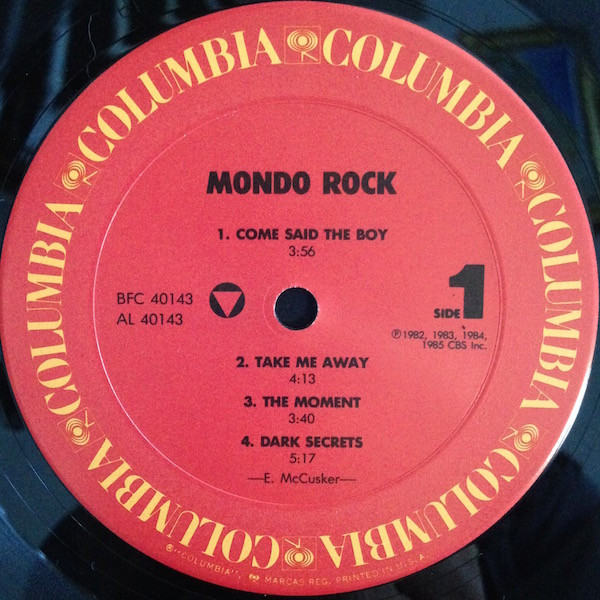 COLUMBIA COLUMBIA COLUMBIA COLUMBIA COLUMBIA COLUMBIA COLUMBIA COLUMBIA
MONDO ROCK
1. COME SAID THE BOY
3:56
BFC 40143
AL 40143
SIDE 1
Ⓟ1982, 1983, 1984,
1985 CBS Inc.
2. TAKE ME AWAY
4:13
3. THE MOMENT
3:40
4. DARK SECRETS
5:17
—E. McCusker—
®"COLUMBIA", MARCAS REG. PRINTED IN U.S.A.